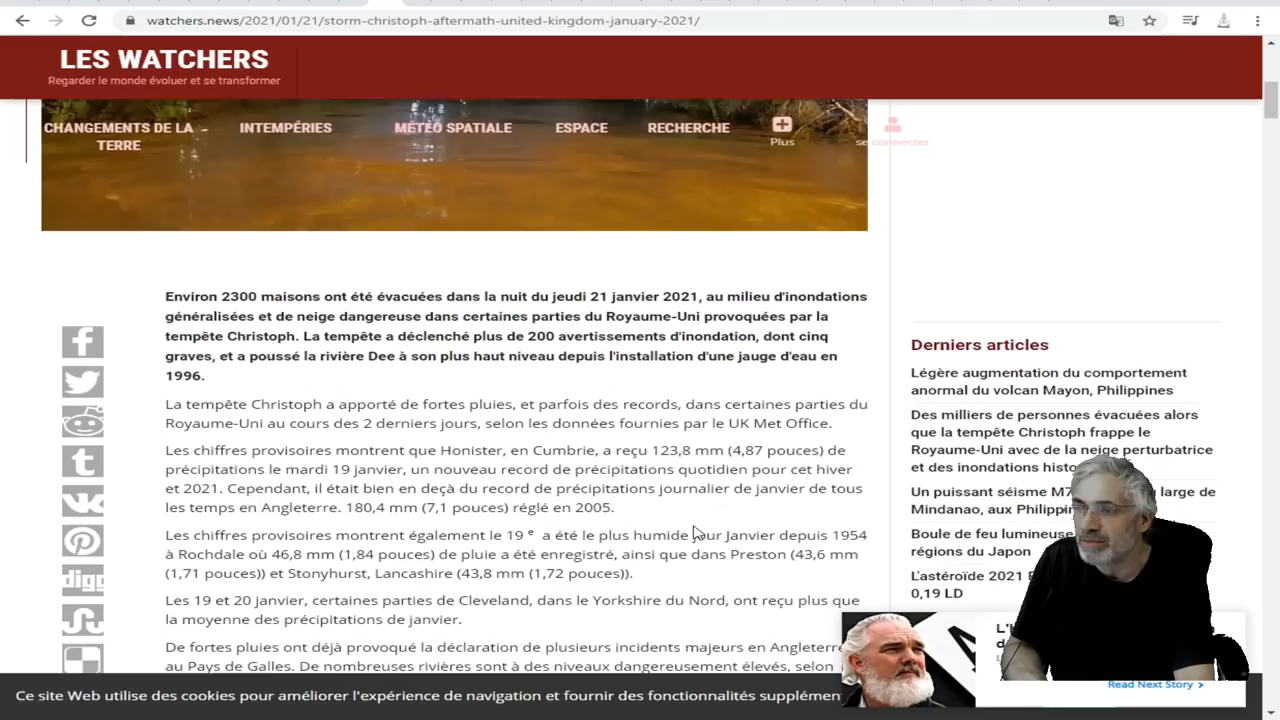 watchers.news/2021/01/21/storm-christoph-aftermath-united-kingdom-january-2021/
LES WATCHERS
Regarder le monde évoluer et se transformer
CHANGEMENTS DE LA
TERRE
INTEMPÉRIES
MÉTÉO SPATIALE
ESPACE
RECHERCHE
Plus
se connecter
Environ 2300 maisons ont été évacuées dans la nuit du jeudi 21 janvier 2021, au milieu d'inondations
généralisées et de neige dangereuse dans certaines parties du Royaume-Uni provoquées par la
tempête Christoph. La tempête a déclenché plus de 200 avertissements d'inondation, dont cinq
graves, et a poussé la rivière Dee à son plus haut niveau depuis l'installation d'une jauge d'eau en
1996.
La tempête Christoph a apporté de fortes pluies, et parfois des records, dans certaines parties du
Royaume-Uni au cours des 2 derniers jours, selon les données fournies par le UK Met Office.
Les chiffres provisoires montrent que Honister, en Cumbrie, a reçu 123,8 mm (4,87 pouces) de
précipitations le mardi 19 janvier, un nouveau record de précipitations quotidien pour cet hiver
et 2021. Cependant, il était bien en deçà du record de précipitations journalier de janvier de tous
les temps en Angleterre. 180,4 mm (7,1 pouces) réglé en 2005.
Les chiffres provisoires montrent également le 19 e a été le plus humide jour Janvier depuis 1954
à Rochdale où 46,8 mm (1,84 pouces) de pluie a été enregistré, ainsi que dans Preston (43,6 mm
(1,71 pouces)) et Stonyhurst, Lancashire (43,8 mm (1,72 pouces)).
Les 19 et 20 janvier, certaines parties de Cleveland, dans le Yorkshire du Nord, ont reçu plus que
la moyenne des précipitations de janvier.
De fortes pluies ont déjà provoqué la déclaration de plusieurs incidents majeurs en Angleterre
au Pays de Galles. De nombreuses rivières sont à des niveaux dangereusement élevés, selon
Derniers articles
Légère augmentation du comportement
anormal du volcan Mayon, Philippines
Des milliers de personnes évacuées alors
que la tempête Christoph frappe le
Royaume-Uni avec de la neige perturbatrice
et des inondations
Un puissant séisme large de
Mindanao, aux Philippines
Boule de feu lumineuse
régions du Japon
L'astéroïde 2021
0,19 LD
digg
Read Next Story >
Ce site Web utilise des cookies pour améliorer l'expérience de navigation et fournir des fonctionnalités